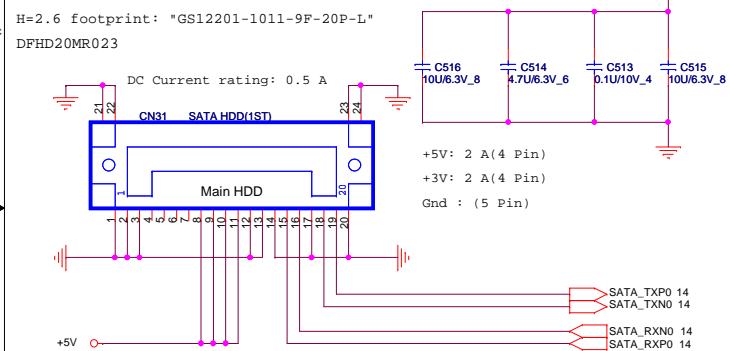 H=2.6 footprint: "GS12201-1011-9F-20P-L"
DFHD20MR023
DC Current rating: 0.5 A
C516
10U/6.3V_8
C514
4.7U/6.3V_6
C513
0.1U/10V_4
C515
10U/6.3V_8
21
22
23
24
CN31 SATA HDD(1ST)
1
20
Main HDD
1
2
3
4
5
6
7
8
9
10
11
12
13
14
15
16
17
18
19
20
+5V: 2 A(4 Pin)
+3V: 2 A(4 Pin)
Gnd : (5 Pin)
SATA_TXP0 14
SATA_TXN0 14
SATA_RXN0 14
SATA_RXP0 14
+5V